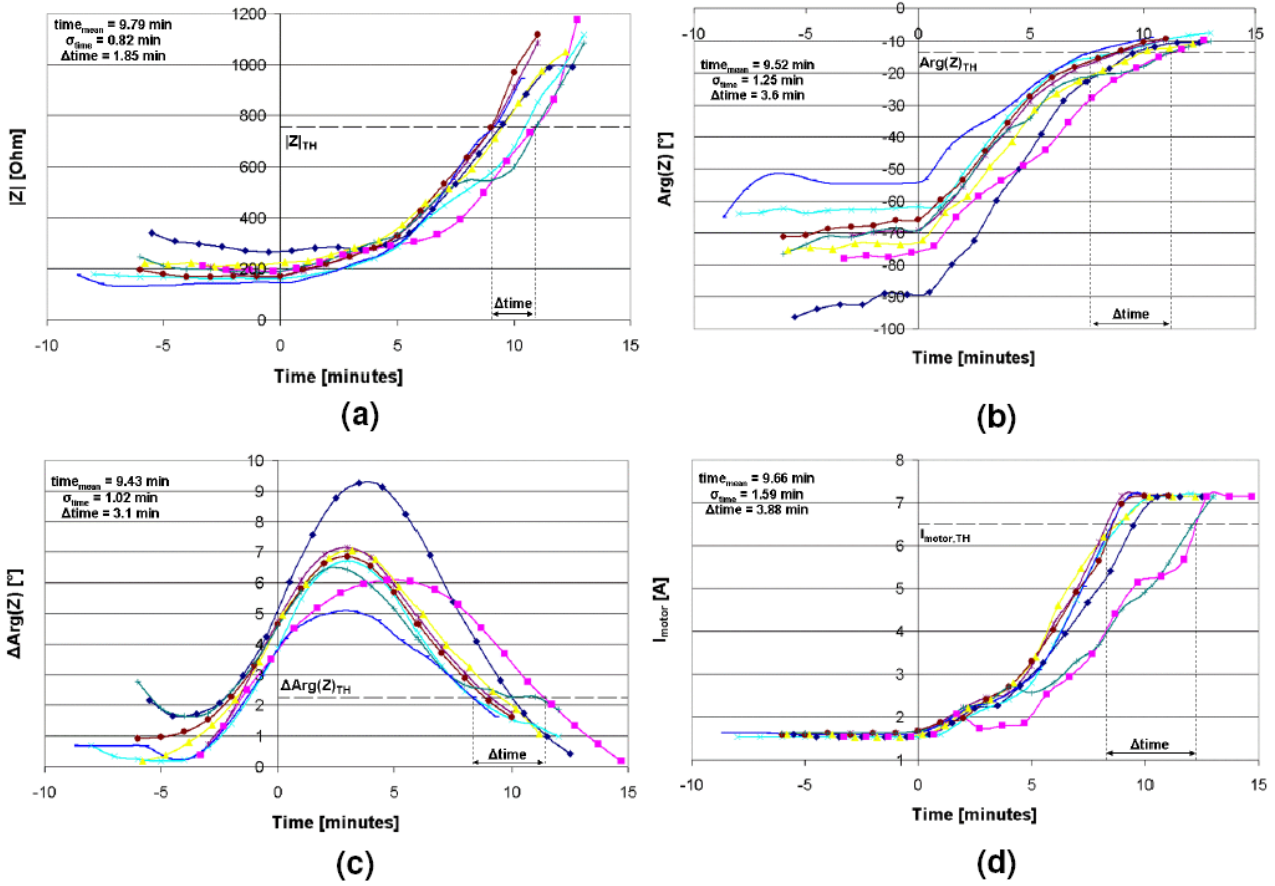 time_mean = 9.79 min
σ_time = 0.82 min
Δtime = 1.85 min
1200
1000
800
600
400
200
0
|Z| [Ohm]
|Z|_TH
Δtime
-10 -5 0 5 10 15
Time [minutes]
(a)
-10 -5 0 5 10 15
0
-10
-20
-30
-40
-50
-60
-70
-80
-90
-100
time_mean = 9.52 min
σ_time = 1.25 min
Δtime = 3.6 min
Arg(Z) [°]
Arg(Z)_TH
Δtime
Time [minutes]
(b)
time_mean = 9.43 min
σ_time = 1.02 min
Δtime = 3.1 min
10
9
8
7
6
5
4
3
2
1
0
ΔArg(Z) [°]
ΔArg(Z)_TH
Δtime
-10 -5 0 5 10 15
Time [minutes]
(c)
time_mean = 9.66 min
σ_time = 1.59 min
Δtime = 3.88 min
8
7
6
5
4
3
2
1
I_motor [A]
I_motor,TH
Δtime
-10 -5 0 5 10 15
Time [minutes]
(d)